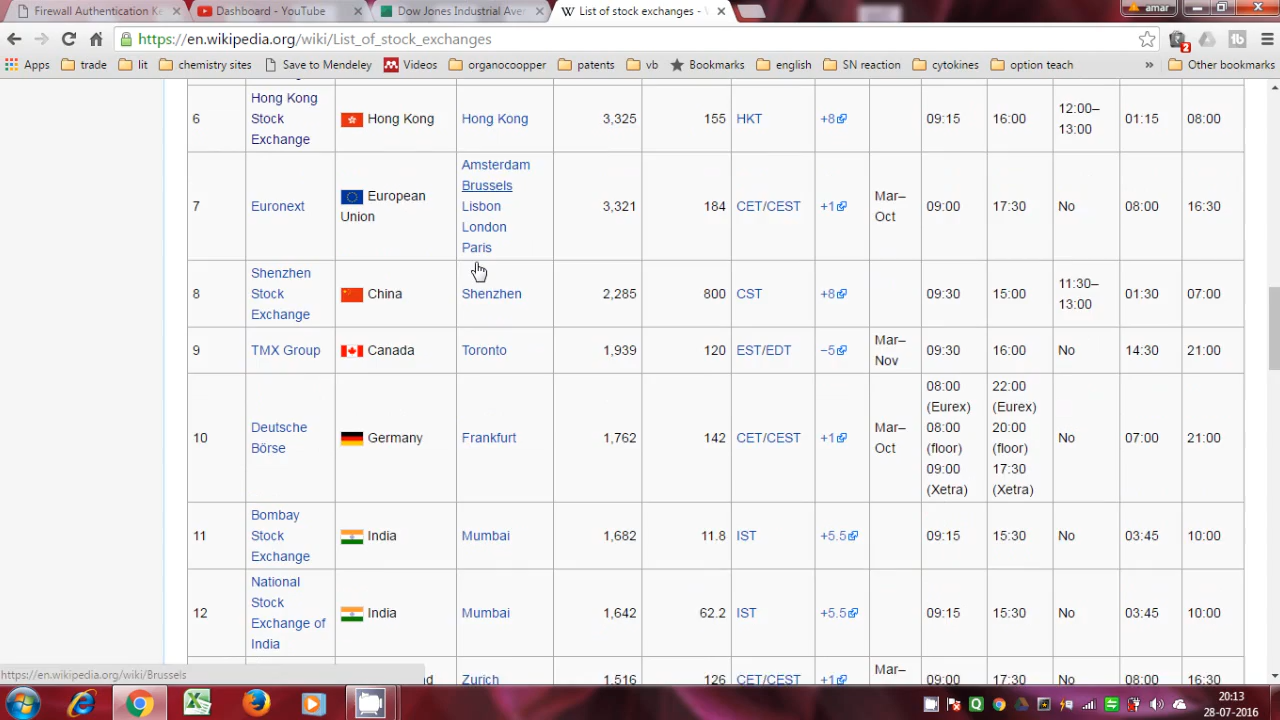 Firewall Authentication Ke
Dashboard - YouTube
Dow Jones Industrial Aver
List of stock exchanges -
amar
https://en.wikipedia.org/wiki/List_of_stock_exchanges
2
Apps trade lit chemistry sites Save to Mendeley Videos organocoopper patents vb Bookmarks english SN reaction cytokines option teach » Other bookmarks
6 Hong Kong Stock Exchange Hong Kong Hong Kong 3,325 155 HKT +8 09:15 16:00 12:00–13:00 01:15 08:00
7 Euronext European Union Amsterdam Brussels Lisbon London Paris 3,321 184 CET/CEST +1 Mar–Oct 09:00 17:30 No 08:00 16:30
8 Shenzhen Stock Exchange China Shenzhen 2,285 800 CST +8 09:30 15:00 11:30–13:00 01:30 07:00
9 TMX Group Canada Toronto 1,939 120 EST/EDT −5 Mar–Nov 09:30 16:00 No 14:30 21:00
10 Deutsche Börse Germany Frankfurt 1,762 142 CET/CEST +1 Mar–Oct 08:00 (Eurex) 08:00 (floor) 09:00 (Xetra) 22:00 (Eurex) 20:00 (floor) 17:30 (Xetra) No 07:00 21:00
11 Bombay Stock Exchange India Mumbai 1,682 11.8 IST +5.5 09:15 15:30 No 03:45 10:00
12 National Stock Exchange of India India Mumbai 1,642 62.2 IST +5.5 09:15 15:30 No 03:45 10:00
Zurich 1,516 126 CET/CEST +1 Mar– 09:00 17:30 No 08:00 16:30
https://en.wikipedia.org/wiki/Brussels
20:13
28-07-2016